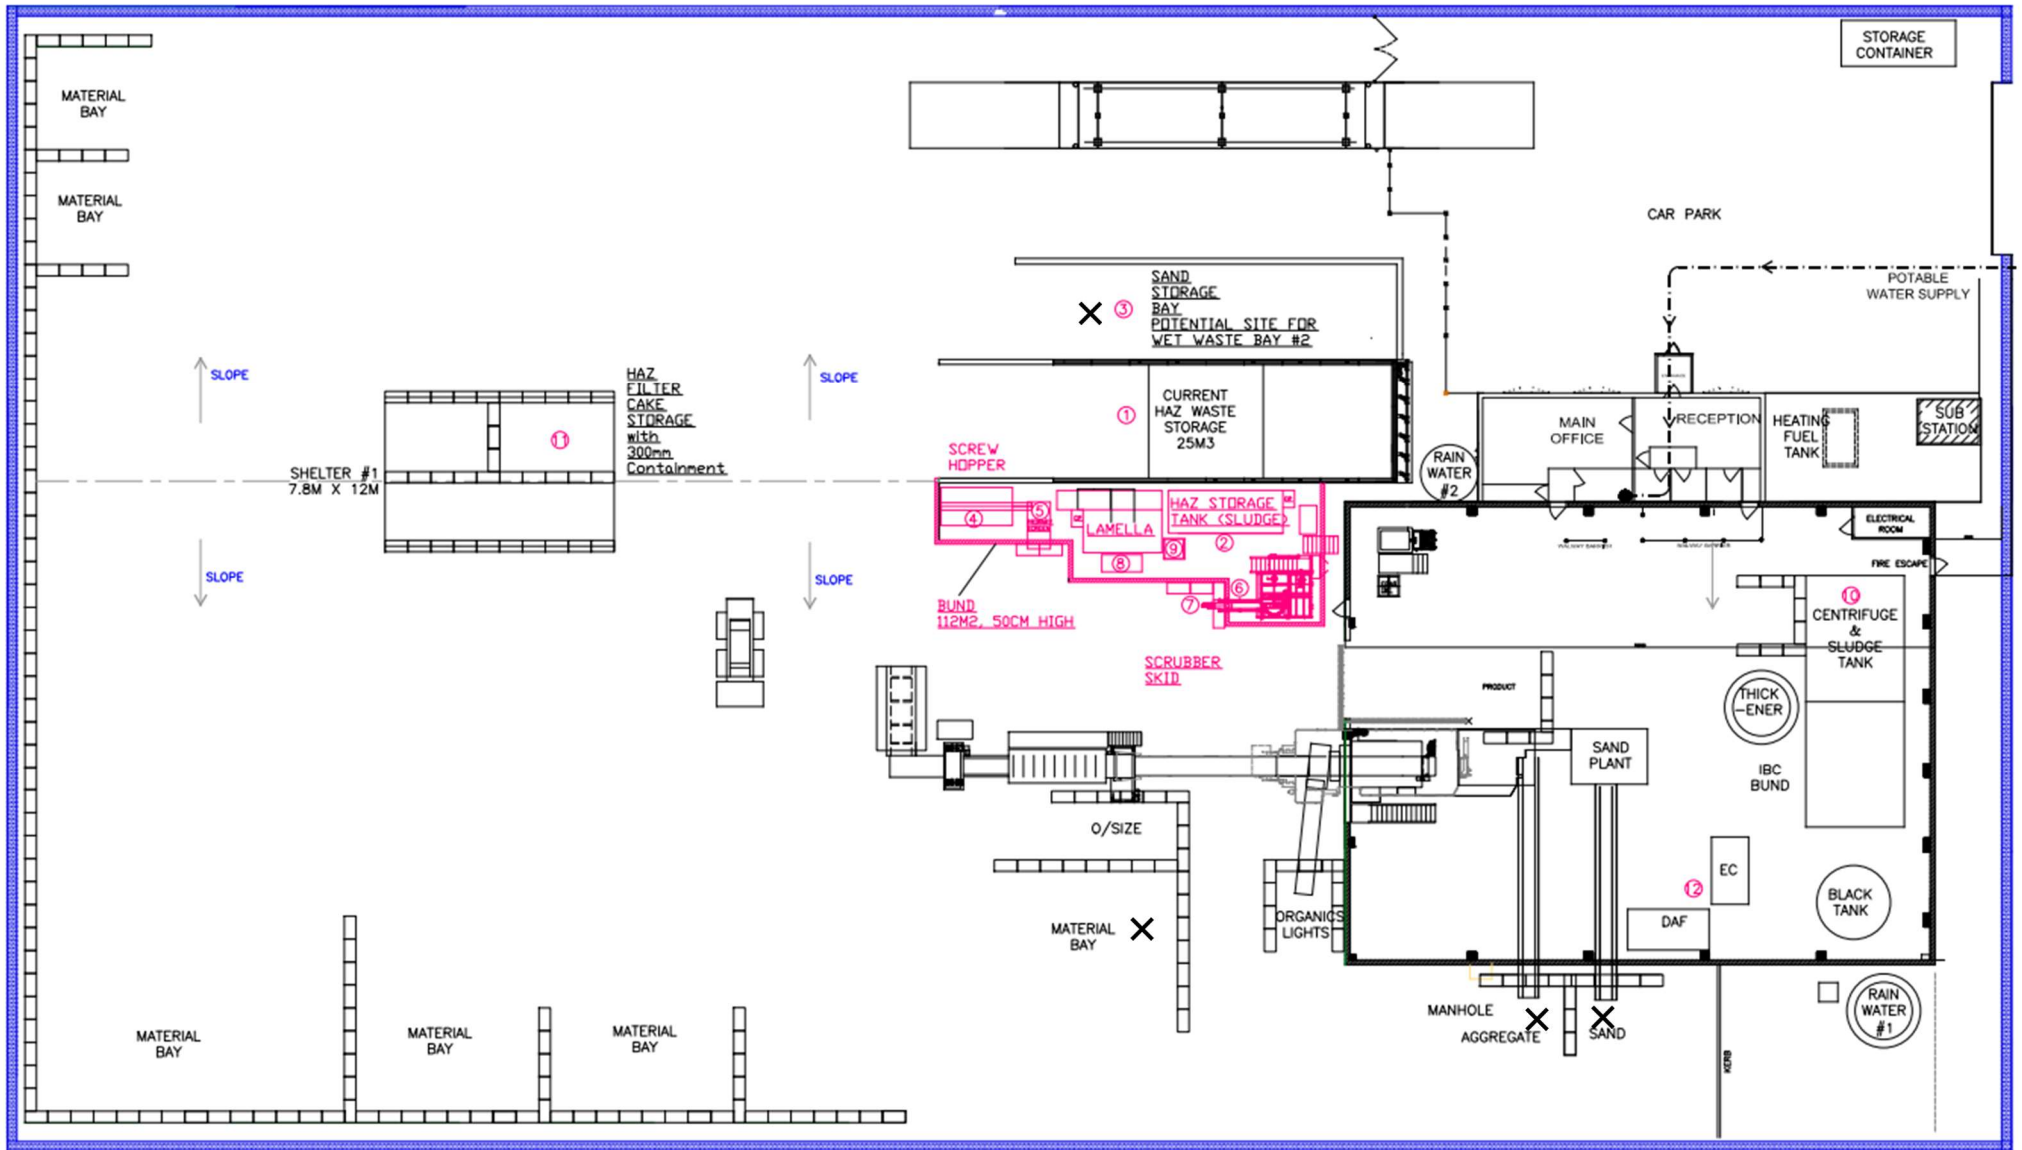 STORAGE
CONTAINER
MATERIAL
BAY
MATERIAL
BAY
CAR PARK
POTABLE
WATER SUPPLY
SAND
STORAGE
BAY
POTENTIAL SITE FOR
WET WASTE BAY #2
③
SLOPE
SLOPE
HAZ
FILTER
CAKE
STORAGE
with
300mm
Containment
⑪
SHELTER #1
7.8M X 12M
①
CURRENT
HAZ WASTE
STORAGE
25M3
SCREW
HOPPER
RAIN
WATER
#2
MAIN
OFFICE
RECEPTION
HEATING
FUEL
TANK
SUB
STATION
④
⑤
LAMELLA
HAZ STORAGE
TANK (SLUDGE)
②
⑨
⑧
⑥
⑦
ELECTRICAL
ROOM
FIRE ESCAPE
SLOPE
SLOPE
BUND
112M2, 50CM HIGH
SCRUBBER
SKID
⑩
CENTRIFUGE
&
SLUDGE
TANK
PRODUCT
THICK
-ENER
SAND
PLANT
IBC
BUND
O/SIZE
EC
⑫
DAF
BLACK
TANK
ORGANICS
LIGHTS
MATERIAL
BAY
MATERIAL
BAY
MATERIAL
BAY
MATERIAL
BAY
MANHOLE
AGGREGATE
SAND
RAIN
WATER
#1
KERB